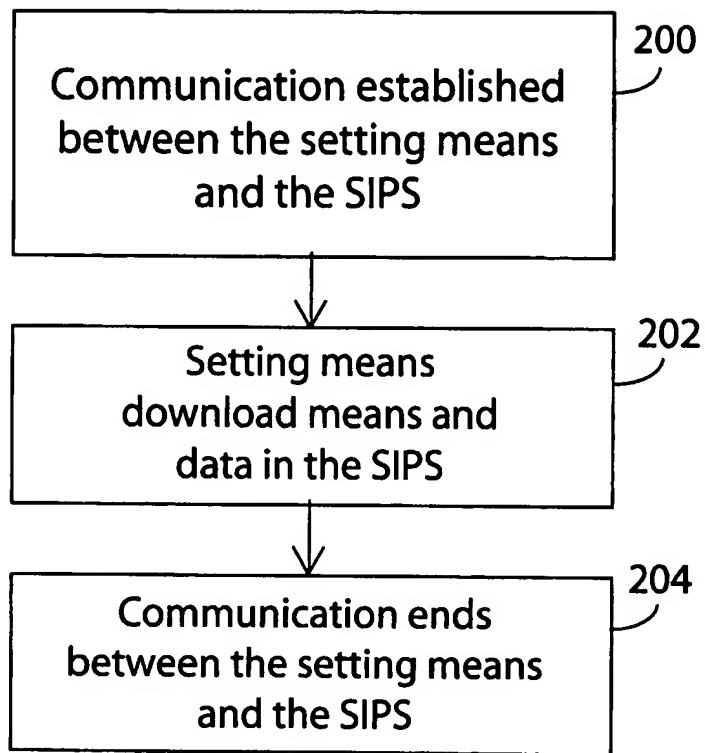 200
Communication established
between the setting means
and the SIPS
202
Setting means
download means and
data in the SIPS
204
Communication ends
between the setting means
and the SIPS